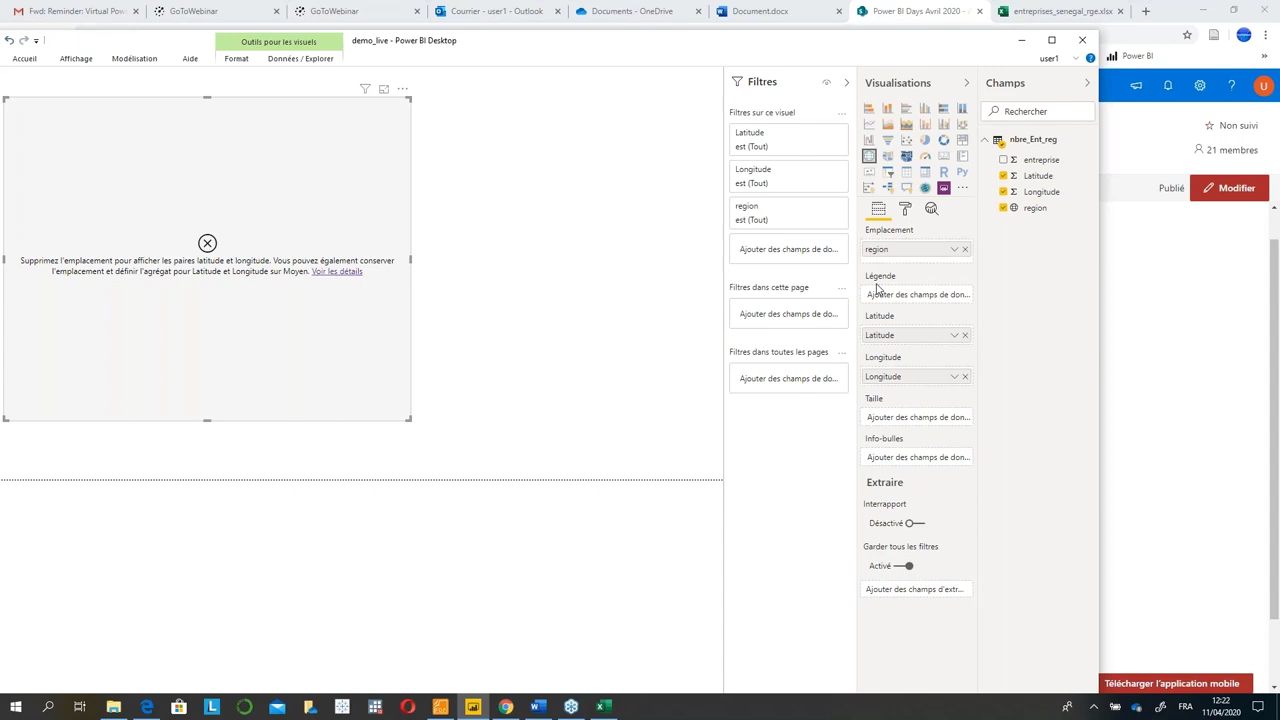 Fwd: Reminder: Virtual Pow
GoToWebinar
GoToWebinar
Courrier - user1 - Outlook
Documents - OneDrive
Document.docx
Power BI Days Avril 2020 - A
entreprises_senegal_rge.xlsx
Outils pour les visuels
demo_live - Power BI Desktop
Power BI
Accueil
Affichage
Modélisation
Aide
Format
Données / Explorer
user1
Filtres
Visualisations
Champs
U
Filtres sur ce visuel
Rechercher
Non suivi
Latitude
est (Tout)
nbre_Ent_reg
21 membres
entreprise
Longitude
est (Tout)
Latitude
Longitude
Publié
Modifier
region
est (Tout)
R
Py
region
Ajouter des champs de do...
Emplacement
region
Supprimez l'emplacement pour afficher les paires latitude et longitude. Vous pouvez également conserver
l'emplacement et définir l'agrégat pour Latitude et Longitude sur Moyen. Voir les détails
Filtres dans cette page
Légende
Ajouter des champs de do...
Ajouter des champs de don...
Latitude
Latitude
Filtres dans toutes les pages
Longitude
Ajouter des champs de do...
Longitude
Taille
Ajouter des champs de don...
Info-bulles
Ajouter des champs de don...
Extraire
Interrapport
Désactivé
Garder tous les filtres
Activé
Ajouter des champs d'extr...
Télécharger l'application mobile
12:22
FRA
11/04/2020